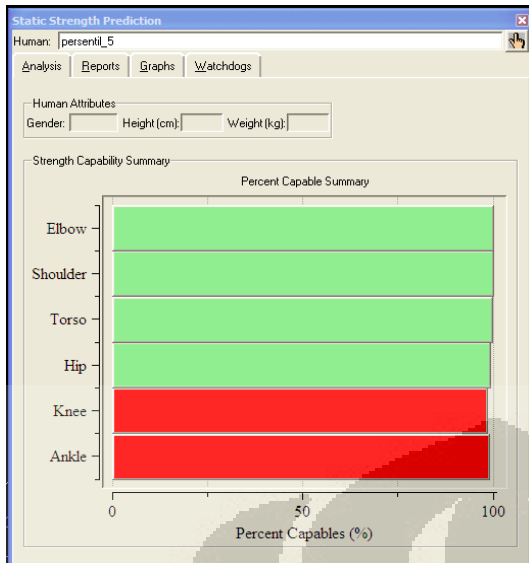 Static Strength Prediction
Human: persentil_5
Analysis Reports Graphs Watchdogs
Human Attributes
Gender: Height (cm): Weight (kg):
Strength Capability Summary
Percent Capable Summary
Elbow
Shoulder
Torso
Hip
Knee
Ankle
0 50 100
Percent Capables (%)